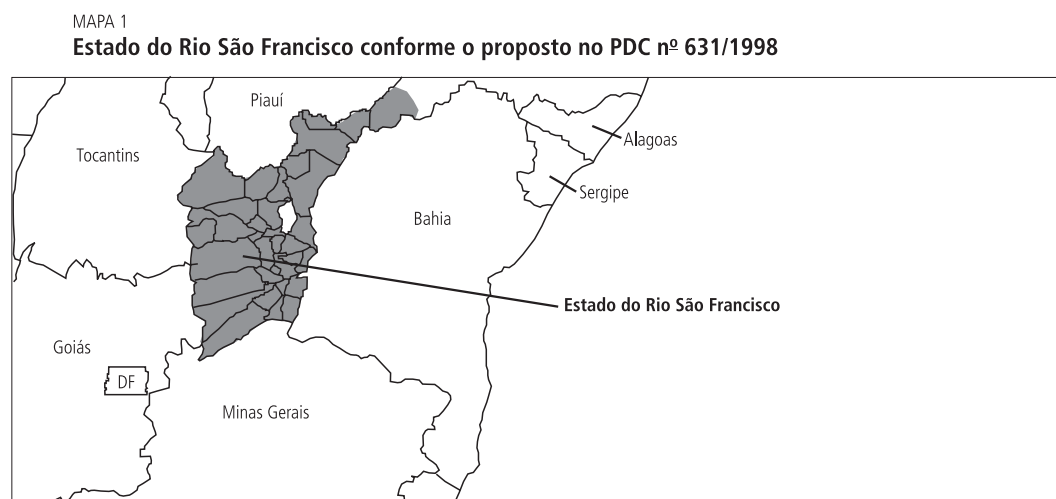 MAPA 1
Estado do Rio São Francisco conforme o proposto no PDC nº 631/1998
Piauí
Alagoas
Tocantins
Sergipe
Bahia
Estado do Rio São Francisco
Goiás
DF
Minas Gerais